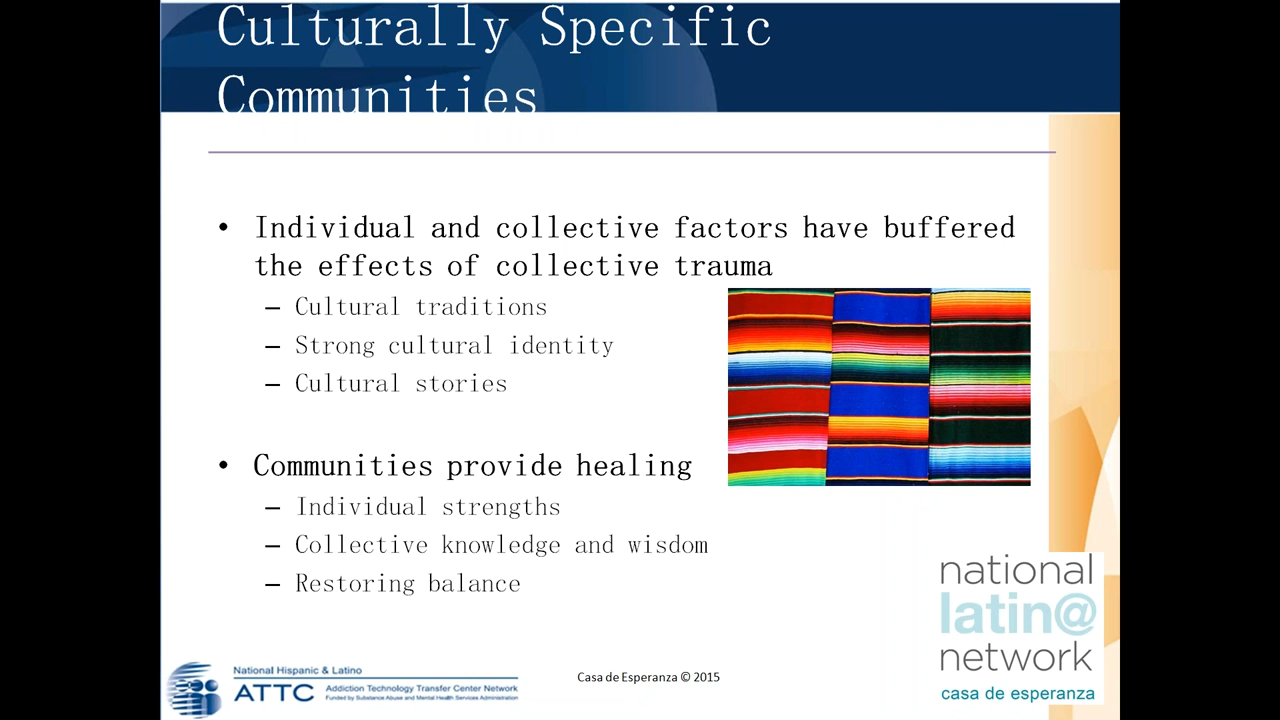 Culturally Specific
Communities
• Individual and collective factors have buffered
the effects of collective trauma
– Cultural traditions
– Strong cultural identity
– Cultural stories
• Communities provide healing
– Individual strengths
– Collective knowledge and wisdom
– Restoring balance
national
latin@
network
casa de esperanza
National Hispanic & Latino
ATTC Addiction Technology Transfer Center Network
Funded by Substance Abuse and Mental Health Services Administration
Casa de Esperanza © 2015